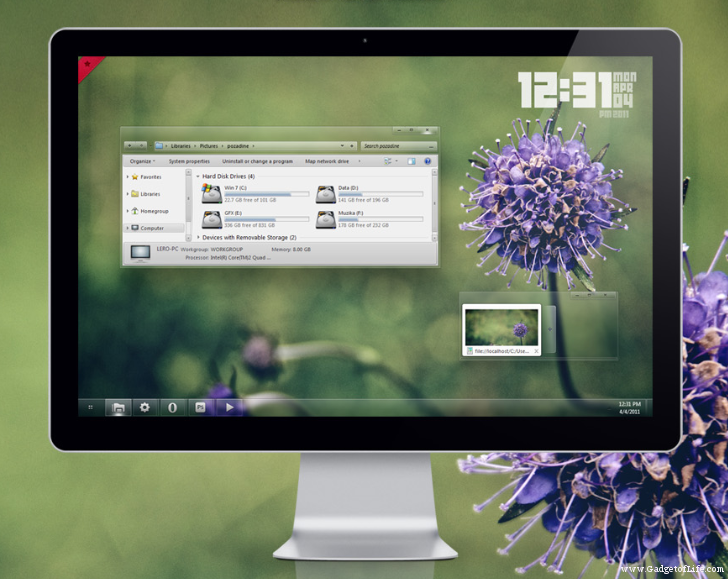 12:31 MON
APR
04
PM 2011
Libraries Pictures pozadine Search pozadine
Organize System properties Uninstall or change a program Map network drive
Favorites
Libraries
Homegroup
Computer
Hard Disk Drives (4)
Win 7 (C:) Data (D:)
22.7 GB free of 101 GB 141 GB free of 196 GB
GFX (E:) Muzika (F:)
336 GB free of 831 GB 178 GB free of 232 GB
Devices with Removable Storage (2)
LERO-PC Workgroup: WORKGROUP Memory: 8.00 GB
Processor: Intel(R) Core(TM)2 Quad ...
file://localhost/C:/Use...
Ps
12:31 PM
4/4/2011
www.GadgetofLife.com